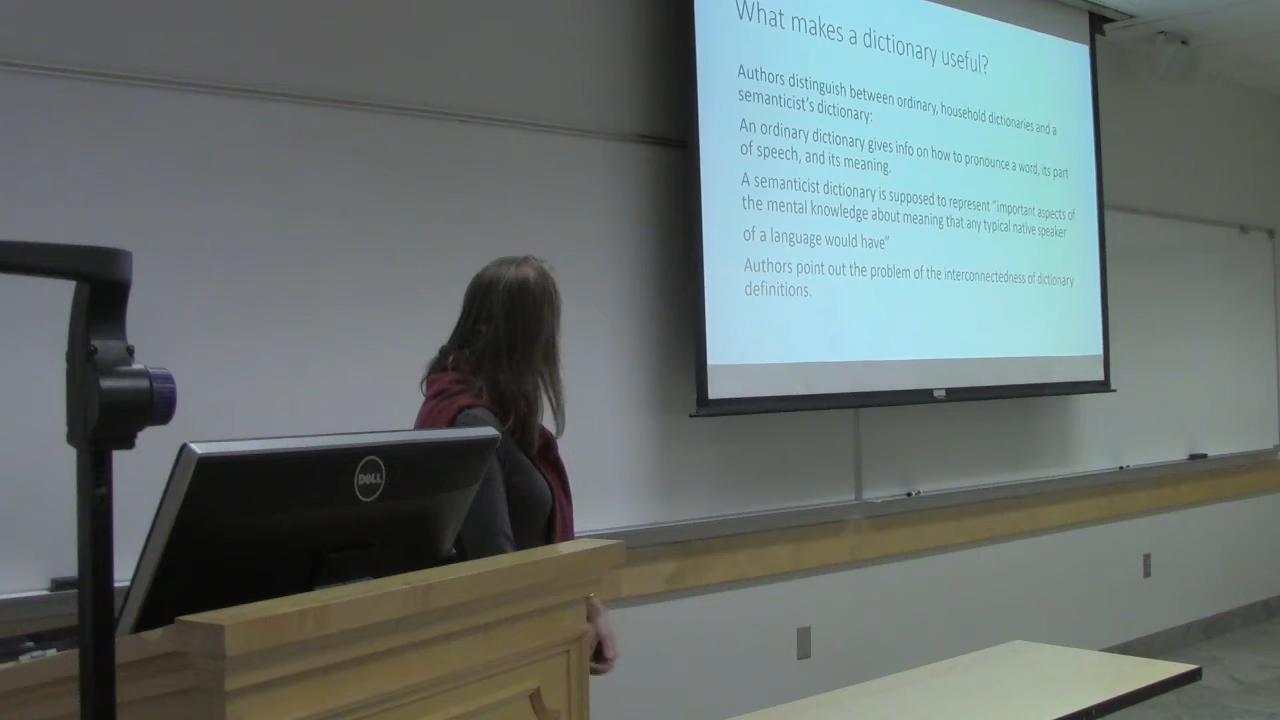 What makes a dictionary useful?
Authors distinguish between ordinary, household dictionaries and a
semanticist's dictionary:
An ordinary dictionary gives info on how to pronounce a word, its part
of speech, and its meaning.
A semanticist dictionary is supposed to represent "important aspects of
the mental knowledge about meaning that any typical native speaker
of a language would have"
Authors point out the problem of the interconnectedness of dictionary
definitions.
DELL